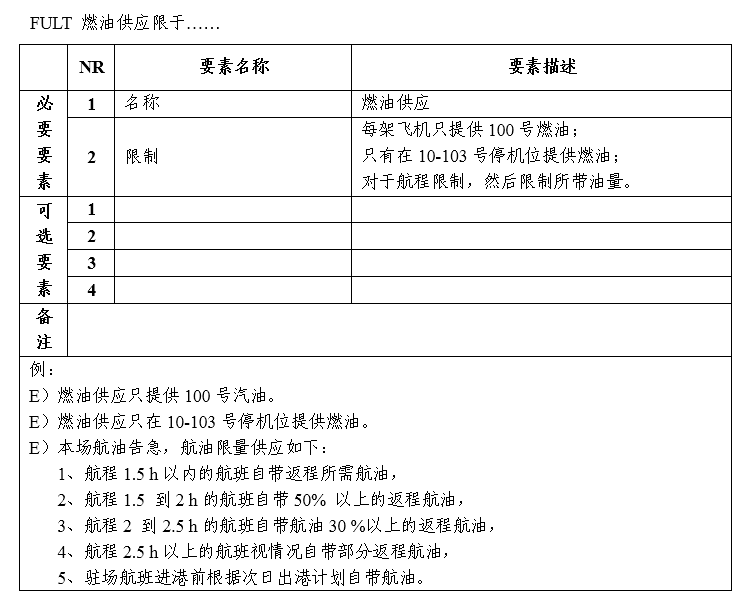 FULT 燃油供应限于……
NR 要素名称 要素描述
必要要素
1 名称 燃油供应
2 限制 每架飞机只提供 100 号燃油；
只有在 10-103 号停机位提供燃油；
对于航程限制，然后限制所带油量。
可选要素
1
2
3
4
备注
例：
E）燃油供应只提供 100 号汽油。
E）燃油供应只在 10-103 号停机位提供燃油。
E）本场航油告急，航油限量供应如下：
1、航程 1.5 h 以内的航班自带返程所需航油，
2、航程 1.5 到 2 h 的航班自带 50% 以上的返程航油，
3、航程 2 到 2.5 h 的航班自带航油 30 %以上的返程航油，
4、航程 2.5 h 以上的航班视情况自带部分返程航油，
5、驻场航班进港前根据次日出港计划自带航油。